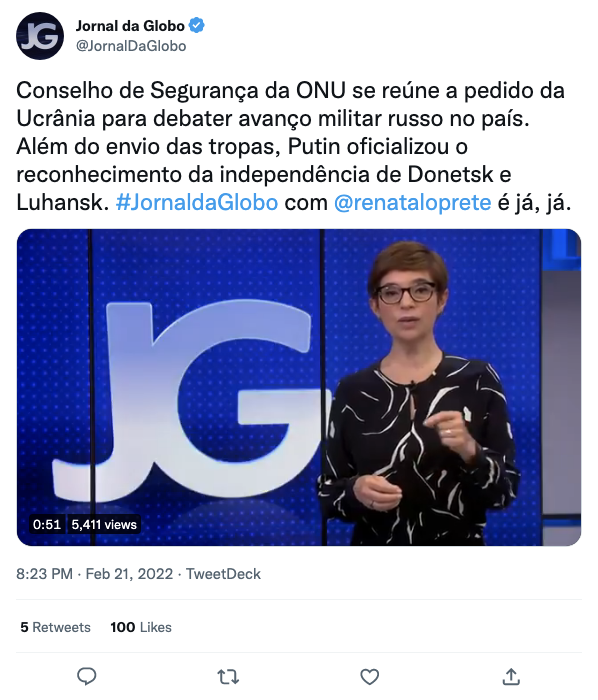 JG
Jornal da Globo
@JornalDaGlobo
Conselho de Segurança da ONU se reúne a pedido da
Ucrânia para debater avanço militar russo no país.
Além do envio das tropas, Putin oficializou o
reconhecimento da independência de Donetsk e
Luhansk. #JornaldaGlobo com @renataloprete é já, já.
JG
0:51 5,411 views
8:23 PM · Feb 21, 2022 · TweetDeck
5 Retweets 100 Likes